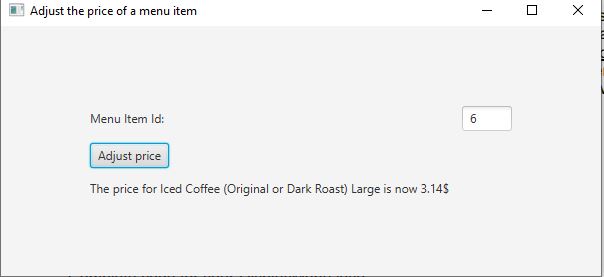 Adjust the price of a menu item
Menu Item Id: 6
Adjust price
The price for Iced Coffee (Original or Dark Roast) Large is now 3.14$